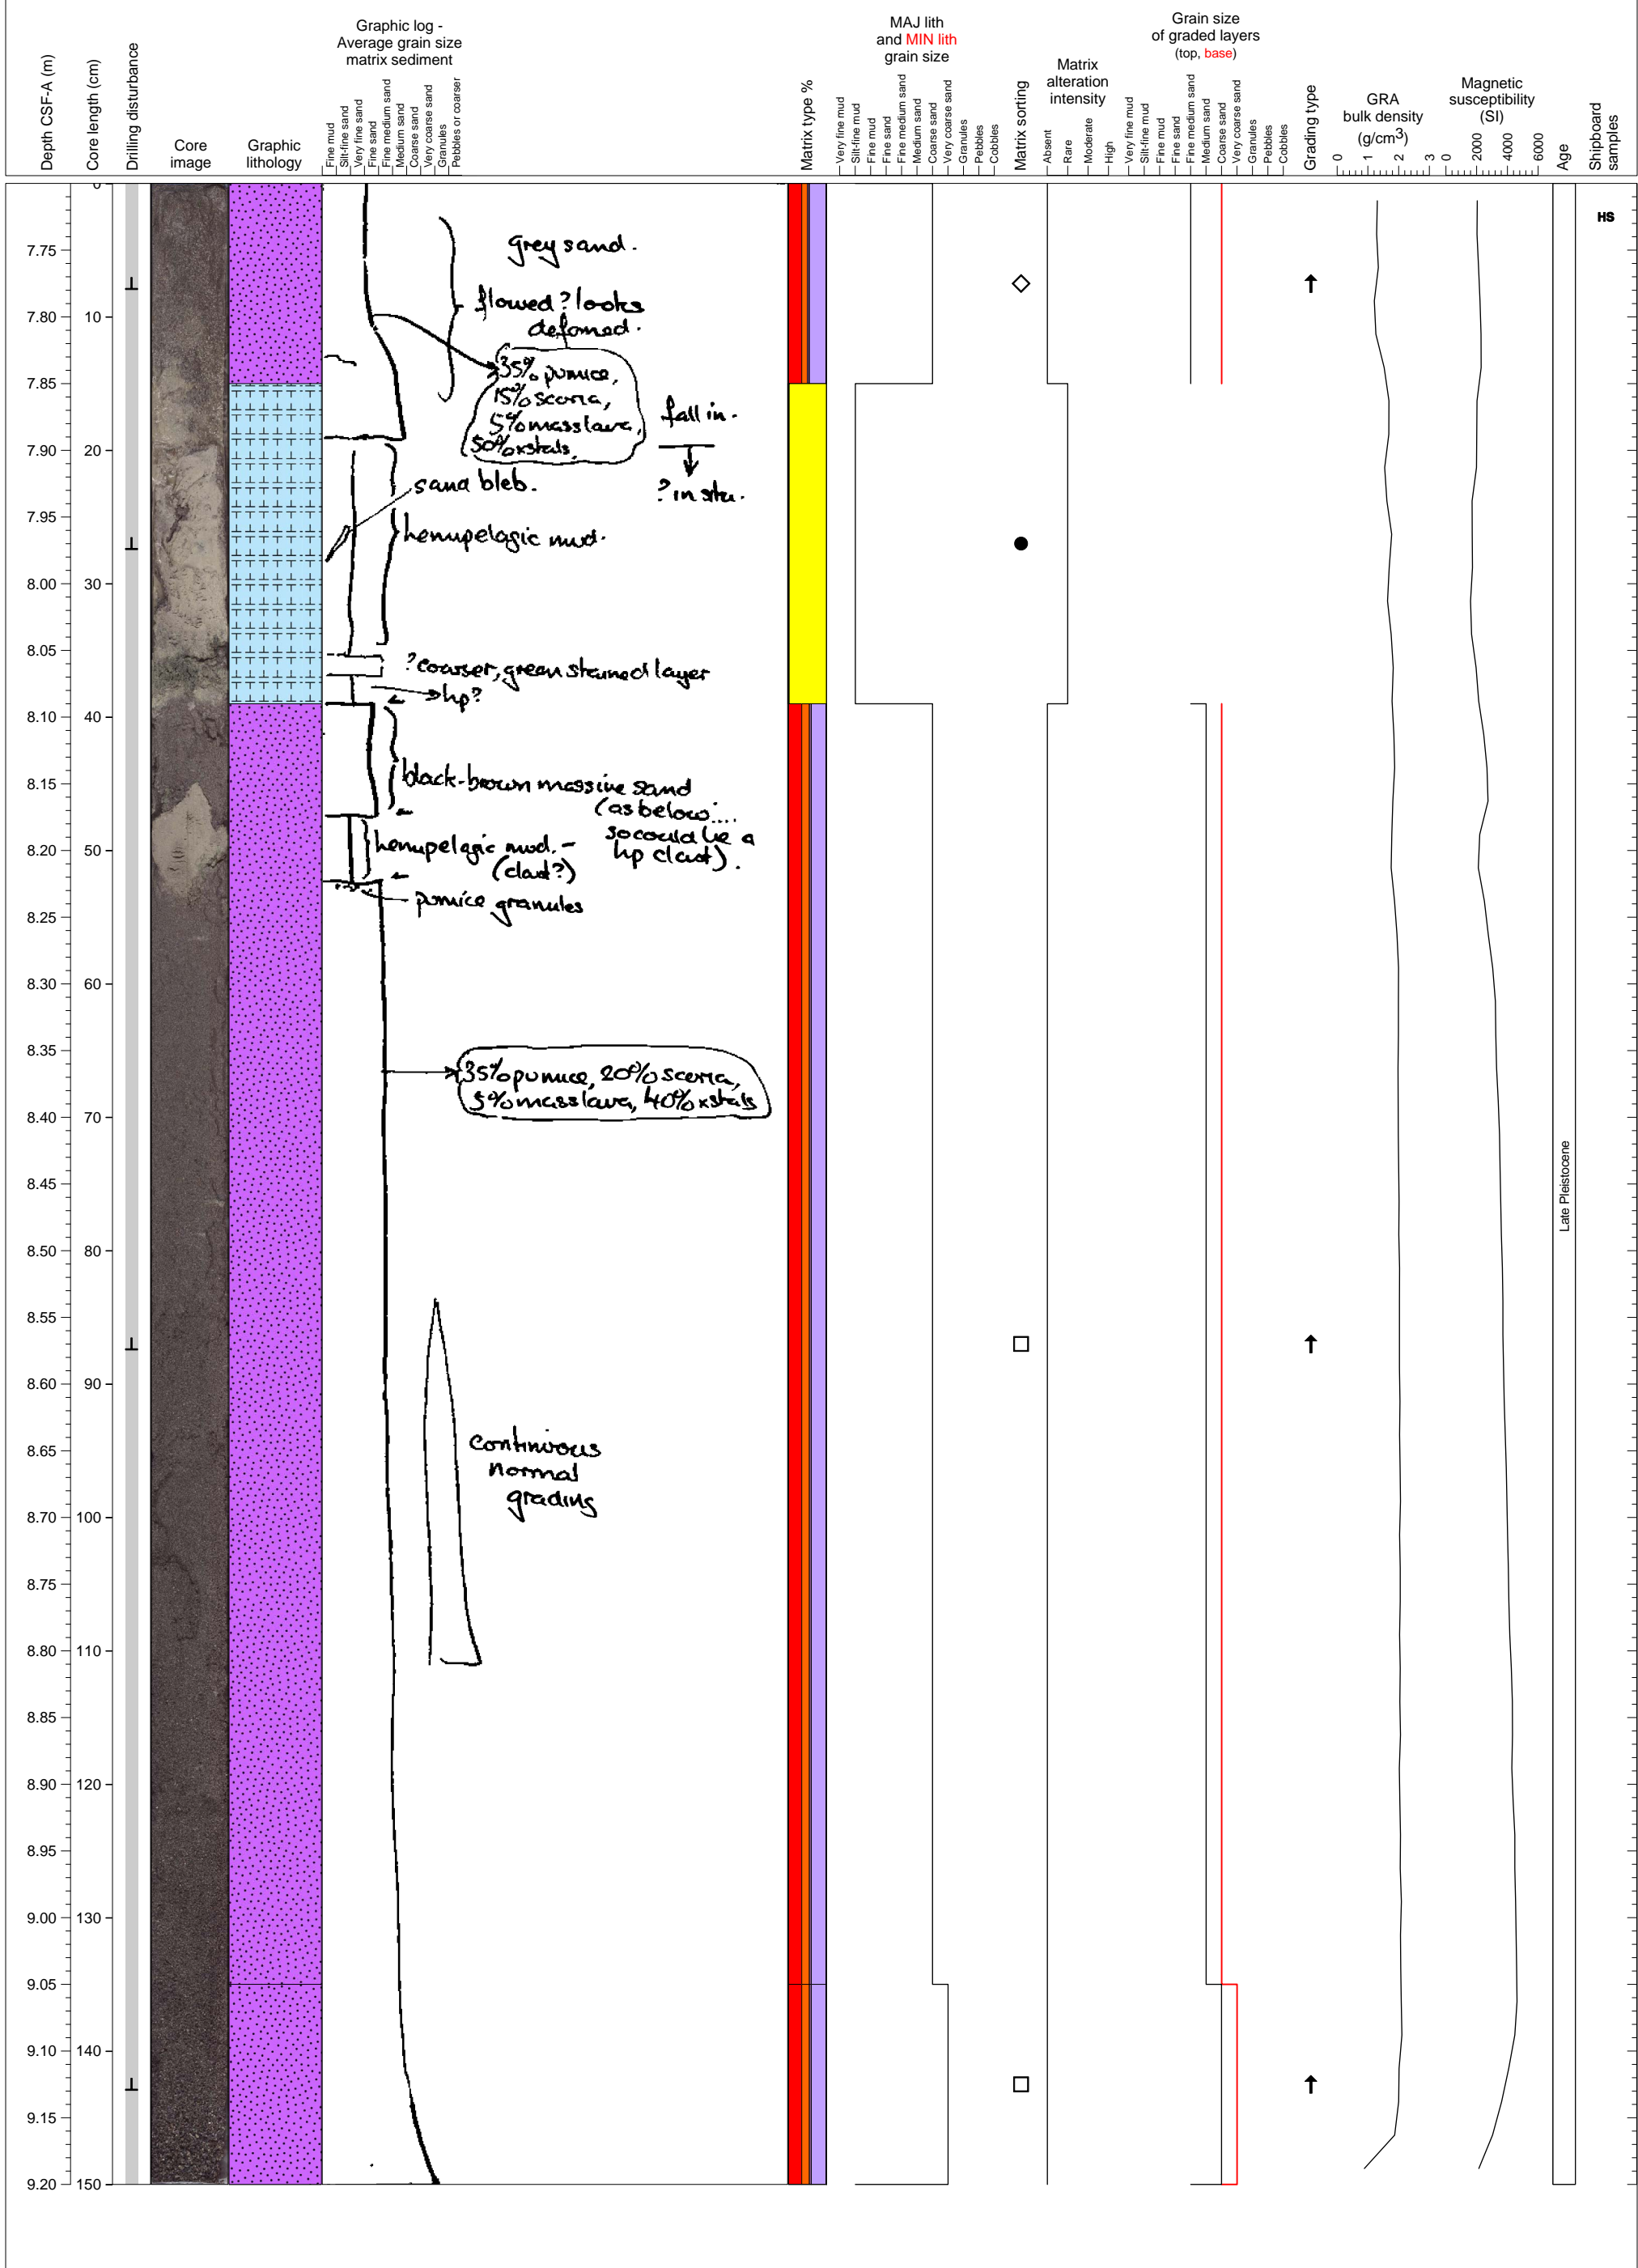 Depth CSF-A (m)
Core length (cm)
Drilling disturbance
Core
image
Graphic
lithology
Graphic log -
Average grain size
matrix sediment
Fine mud
Silt-fine sand
Very fine sand
Fine sand
Fine medium sand
Medium sand
Coarse sand
Very coarse sand
Granules
Pebbles or coarser
Matrix type %
MAJ lith
and MIN lith
grain size
Very fine mud
Silt-fine mud
Fine mud
Fine sand
Fine medium sand
Medium sand
Coarse sand
Very coarse sand
Granules
Pebbles
Cobbles
Matrix sorting
Matrix
alteration
intensity
Absent
Rare
Moderate
High
Grain size
of graded layers
(top, base)
Very fine mud
Silt-fine mud
Fine mud
Fine sand
Fine medium sand
Medium sand
Coarse sand
Very coarse sand
Granules
Pebbles
Cobbles
Grading type
GRA
bulk density
(g/cm3)
0 1 2 3
Magnetic
susceptibility
(SI)
0 2000 4000 6000
Age
Shipboard
samples
0
7.75
7.80 10
7.85
7.90 20
7.95
8.00 30
8.05
8.10 40
8.15
8.20 50
8.25
8.30 60
8.35
8.40 70
8.45
8.50 80
8.55
8.60 90
8.65
8.70 100
8.75
8.80 110
8.85
8.90 120
8.95
9.00 130
9.05
9.10 140
9.15
9.20 150
grey sand.
flowed? looks
defomed.
35% pumice,
15% scoria,
5% mass lava,
50% xstals.
fall in.
? in situ.
sand bleb.
hemipelagic mud.
? coarser, green stained layer
hp?
black-brown massive sand
(as below....
so could be a
hp clast).
hemipelagic mud. -
(clast?)
pumice granules
35% pumice, 20% scoria,
5% mass lava, 40% xstals
continuous
normal
grading
Late Pleistocene
HS